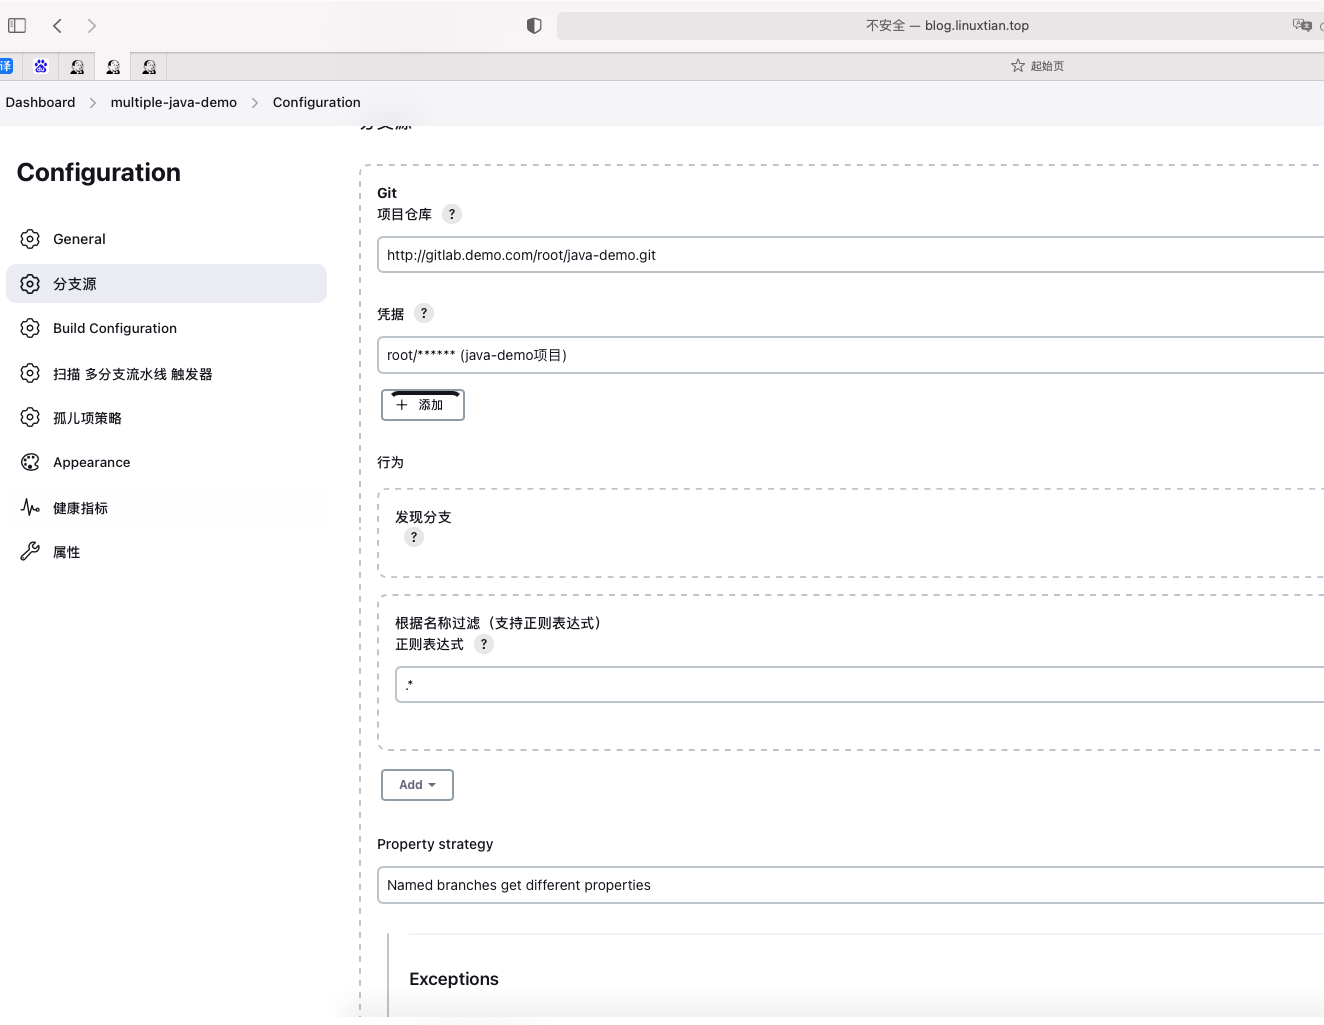 不安全 — blog.linuxtian.top
译
起始页
Dashboard
multiple-java-demo
Configuration
分支源
Configuration
General
分支源
Build Configuration
扫描 多分支流水线 触发器
孤儿项策略
Appearance
健康指标
属性
Git
项目仓库 ?
http://gitlab.demo.com/root/java-demo.git
凭据 ?
root/****** (java-demo项目)
+ 添加
行为
发现分支
?
根据名称过滤（支持正则表达式）
正则表达式 ?
.*
Add
Property strategy
Named branches get different properties
Exceptions